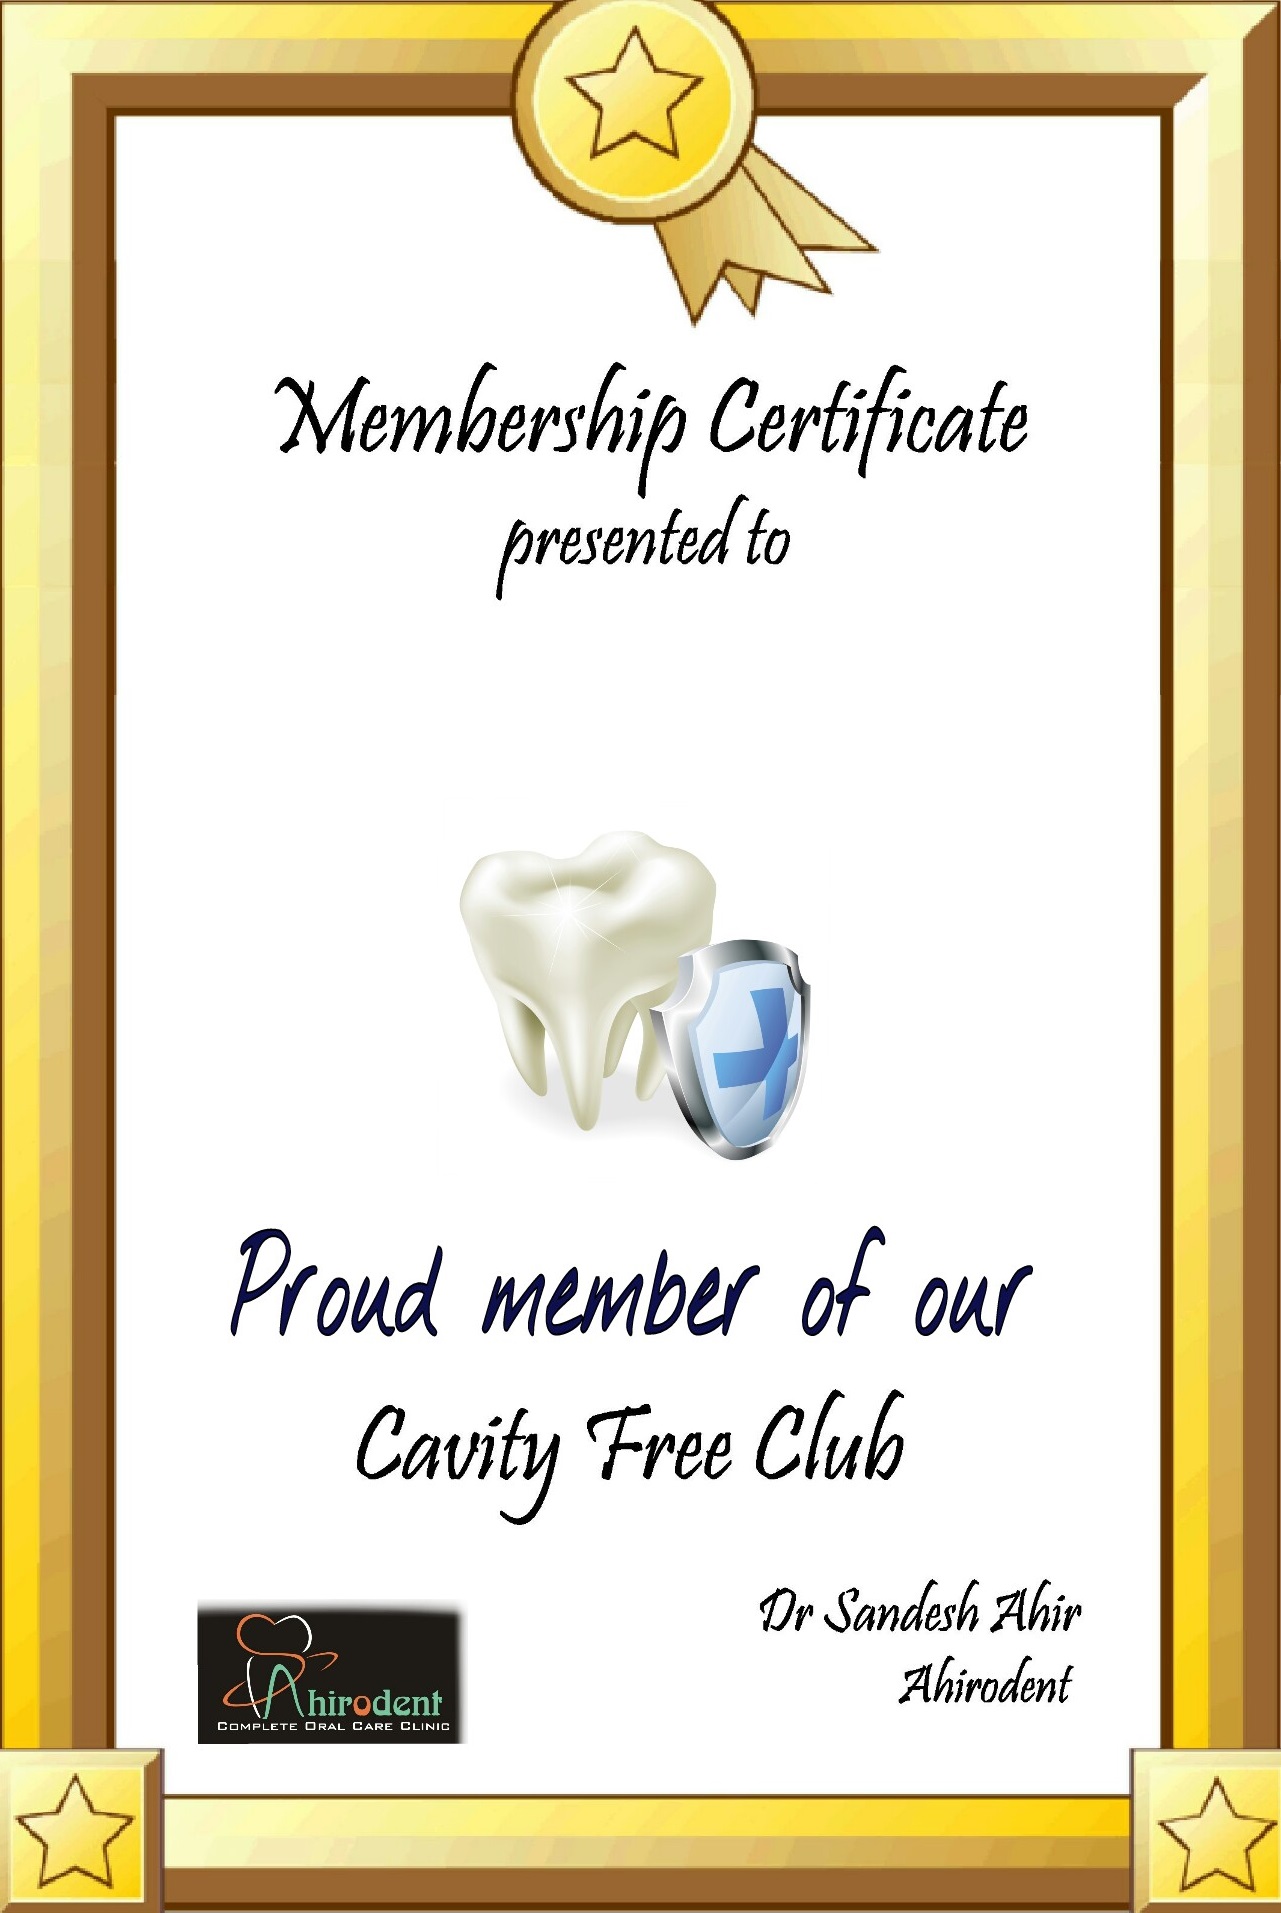 Membership Certificate
presented to
Proud member of our
Cavity Free Club
Dr Sandesh Ahir
Ahirodent
Ahirodent
COMPLETE ORAL CARE CLINIC